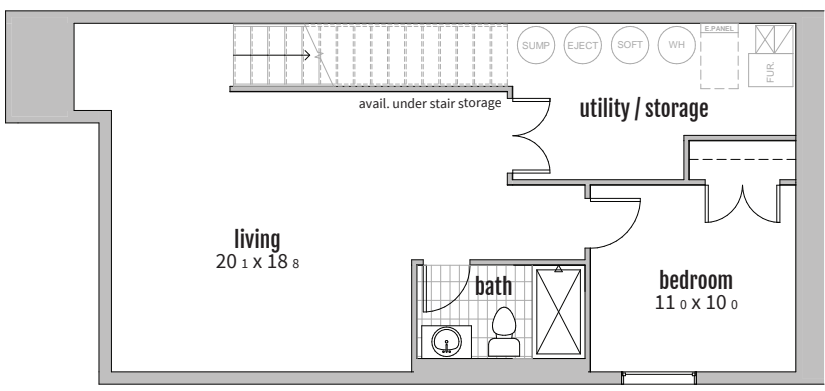 SUMP EJECT SOFT WH E.PANEL
FUR.
avail. under stair storage
utility / storage
living
20 1 x 18 8
bath
bedroom
11 0 x 10 0